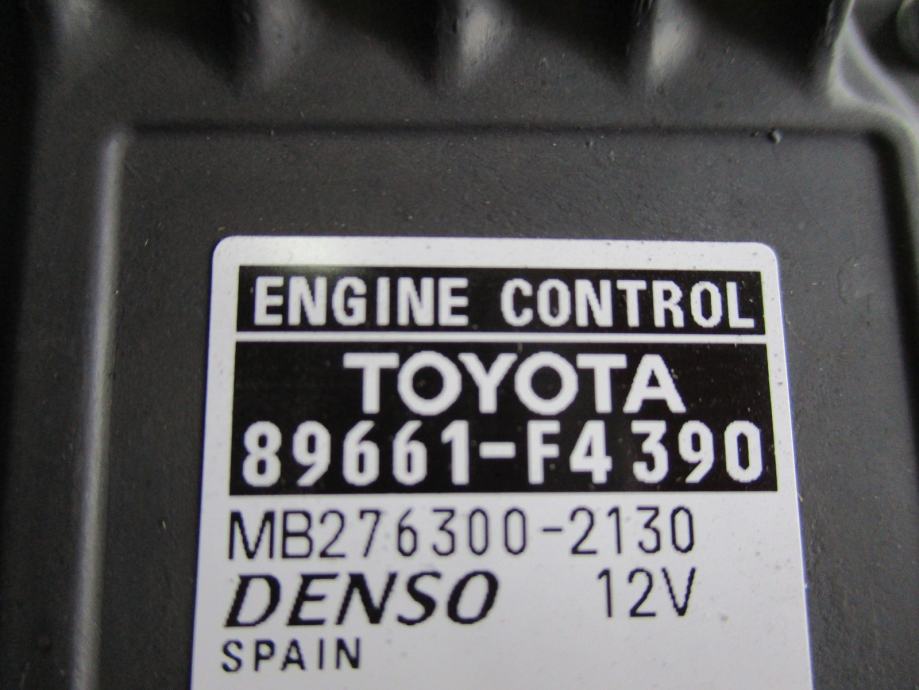 ENGINE CONTROL
TOYOTA
89661-F4390
MB276300-2130
DENSO 12V
SPAIN